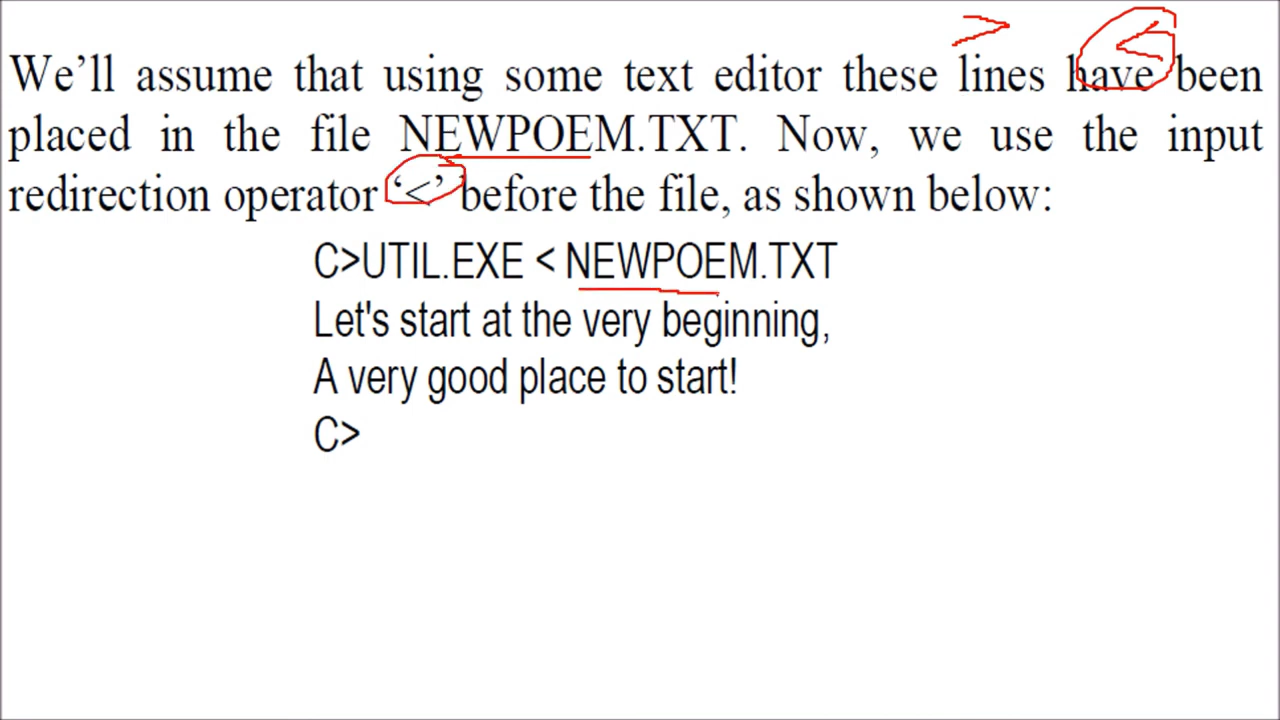 > <
We’ll assume that using some text editor these lines have been
placed in the file NEWPOEM.TXT. Now, we use the input
redirection operator ‘<’ before the file, as shown below:
C>UTIL.EXE < NEWPOEM.TXT
Let's start at the very beginning,
A very good place to start!
C>